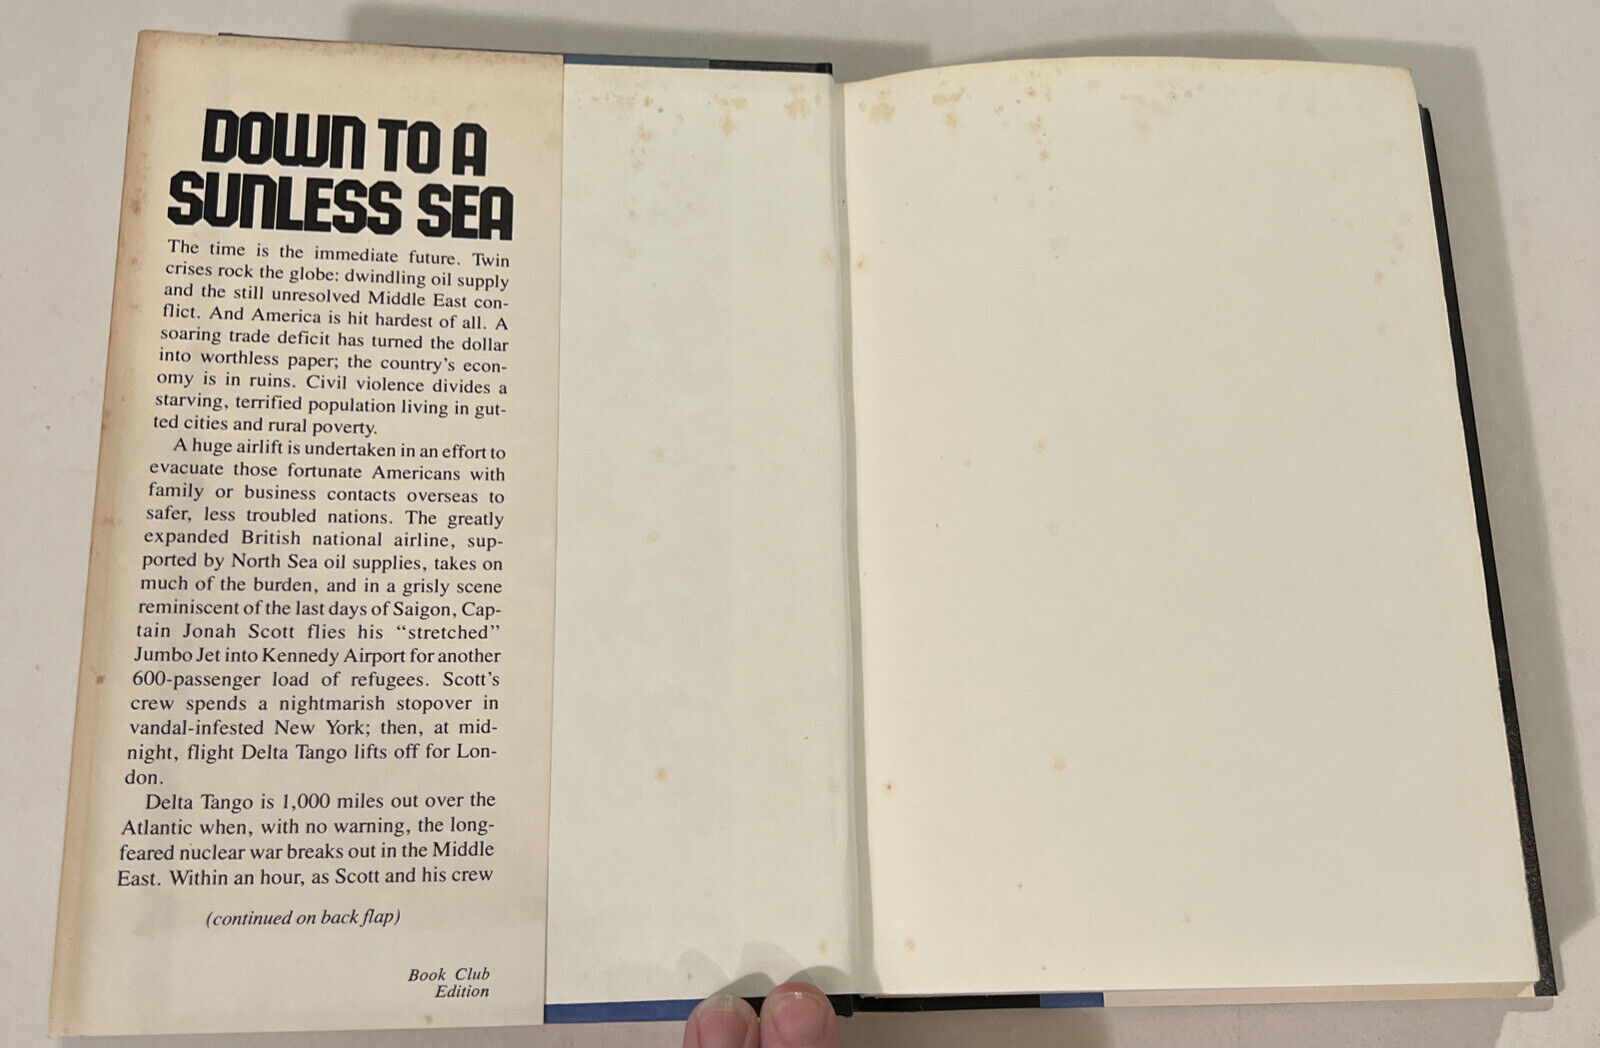 DOWN TO A
SUNLESS SEA
The time is the immediate future. Twin
crises rock the globe: dwindling oil supply
and the still unresolved Middle East con-
flict. And America is hit hardest of all. A
soaring trade deficit has turned the dollar
into worthless paper; the country's econ-
omy is in ruins. Civil violence divides a
starving, terrified population living in gut-
ted cities and rural poverty.
A huge airlift is undertaken in an effort to
evacuate those fortunate Americans with
family or business contacts overseas to
safer, less troubled nations. The greatly
expanded British national airline, sup-
ported by North Sea oil supplies, takes on
much of the burden, and in a grisly scene
reminiscent of the last days of Saigon, Cap-
tain Jonah Scott flies his “stretched”
Jumbo Jet into Kennedy Airport for another
600-passenger load of refugees. Scott's
crew spends a nightmarish stopover in
vandal-infested New York; then, at mid-
night, flight Delta Tango lifts off for Lon-
don.
Delta Tango is 1,000 miles out over the
Atlantic when, with no warning, the long-
feared nuclear war breaks out in the Middle
East. Within an hour, as Scott and his crew
(continued on back flap)
Book Club
Edition